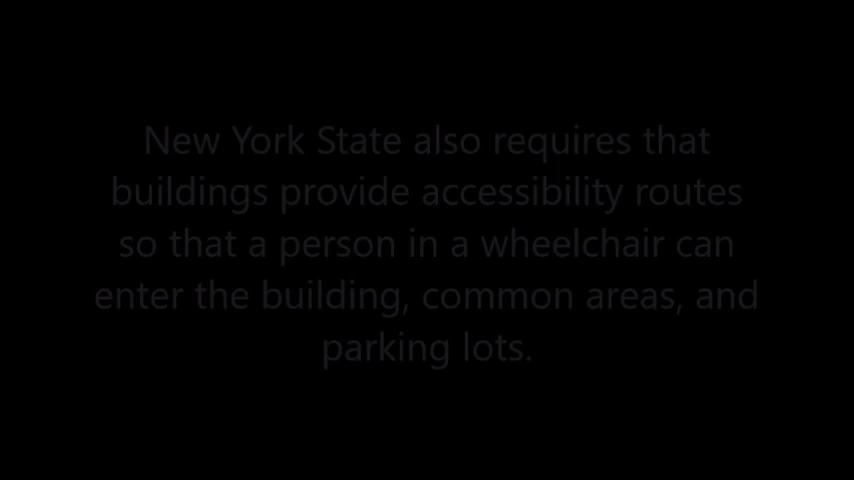 New York State also requires that
buildings provide accessibility routes
so that a person in a wheelchair can
enter the building, common areas, and
parking lots.